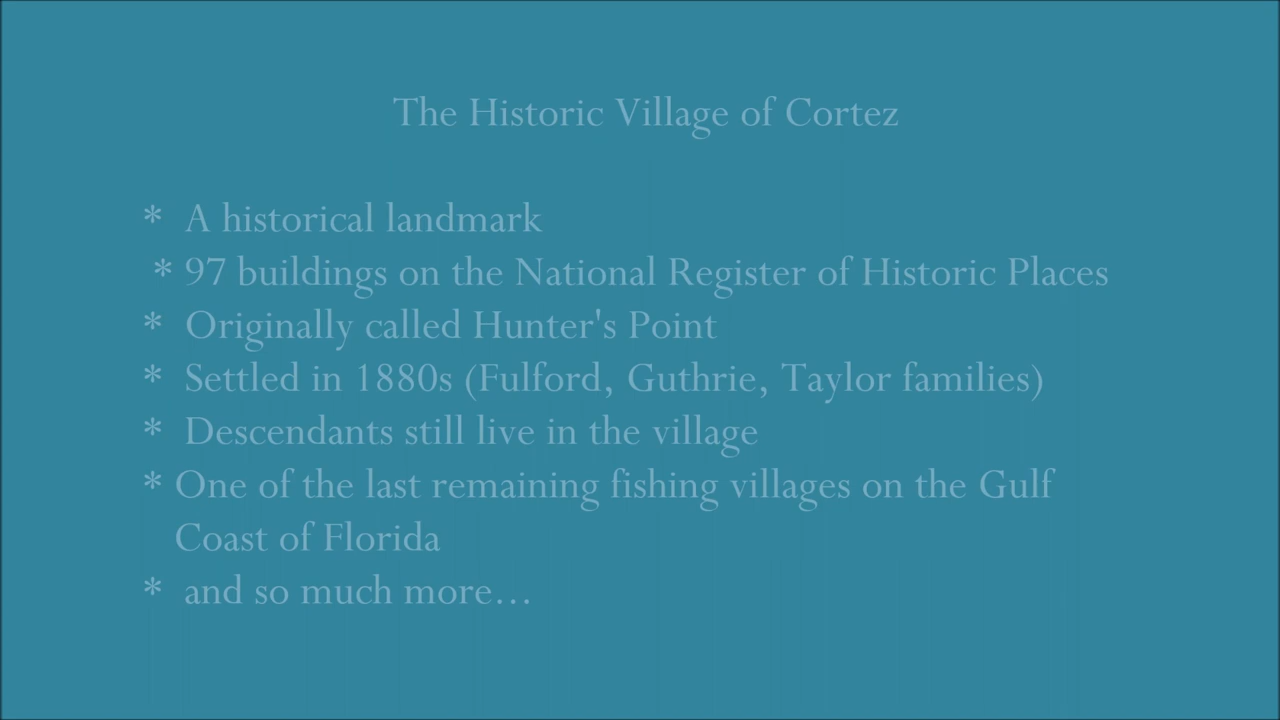 The Historic Village of Cortez
* A historical landmark
* 97 buildings on the National Register of Historic Places
* Originally called Hunter's Point
* Settled in 1880s (Fulford, Guthrie, Taylor families)
* Descendants still live in the village
* One of the last remaining fishing villages on the Gulf
Coast of Florida
* and so much more…